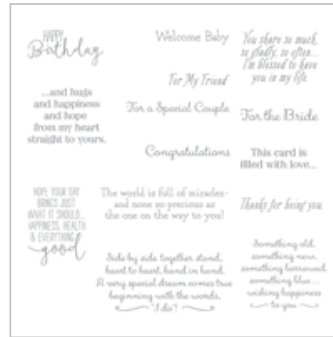 HAPPY
Birthday
Welcome Baby
You share so much,
so gladly, so often...
I'm blessed to have
you in my life.
For My Friend
...and hugs
and happiness
and hope
from my heart
straight to yours.
For a Special Couple
For the Bride
Congratulations
This card is
filled with love...
HOPE YOUR DAY
BRINGS JUST
WHAT IT SHOULD...
HAPPINESS, HEALTH
& EVERYTHING
good
The world is full of miracles-
and none so precious as
the one on the way to you!
Thanks for being you.
Side by side together stand,
heart to heart, hand in hand.
A very special dream comes true
beginning with the words,
"I do"!
Something old,
something new,
something borrowed,
something blue...
wishing happiness
to you